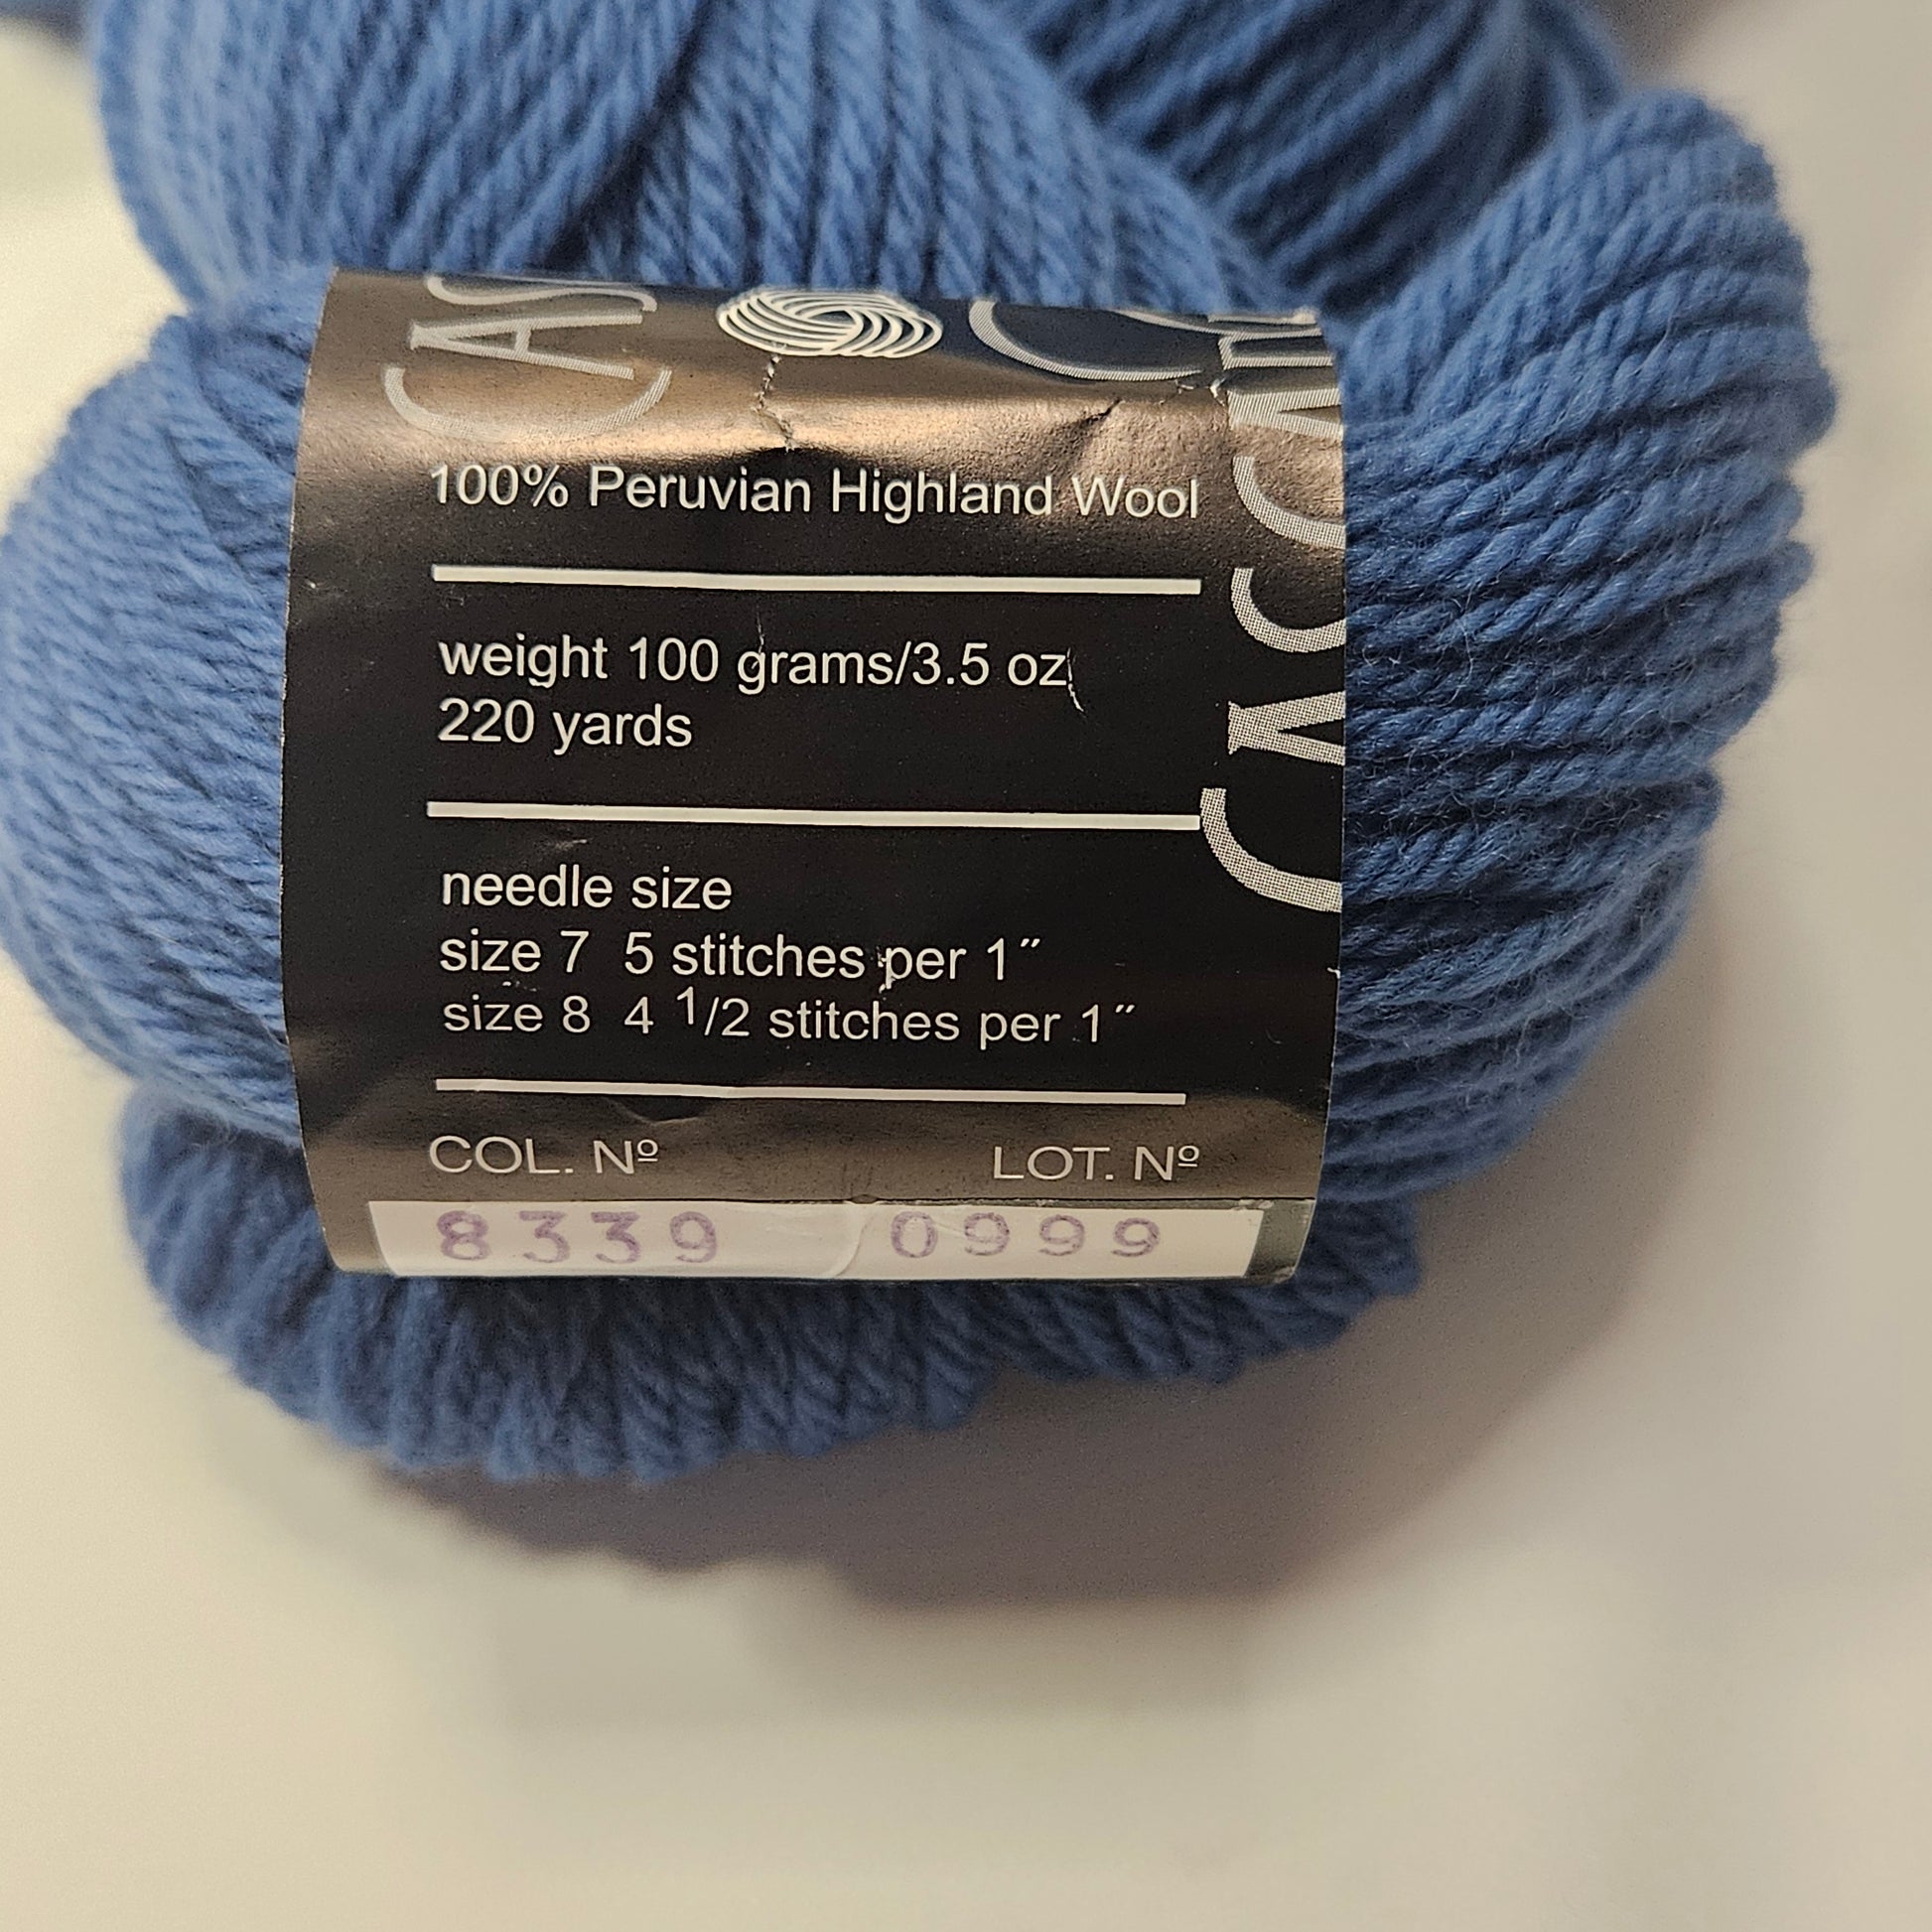 100% Peruvian Highland Wool
weight 100 grams/3.5 oz
220 yards
needle size
size 7 5 stitches per 1″
size 8 4 1/2 stitches per 1″
COL. Nº LOT. Nº
8339 0999